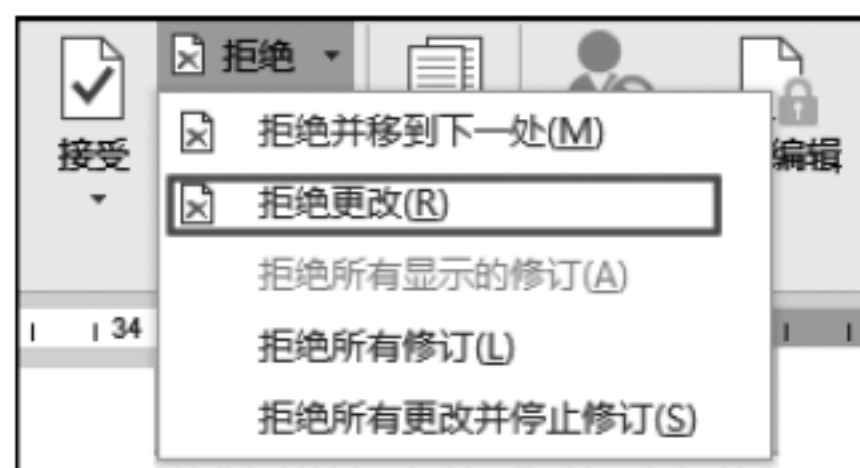 拒绝
接受
编辑
拒绝并移到下一处(M)
拒绝更改(R)
拒绝所有显示的修订(A)
拒绝所有修订(L)
拒绝所有更改并停止修订(S)
34